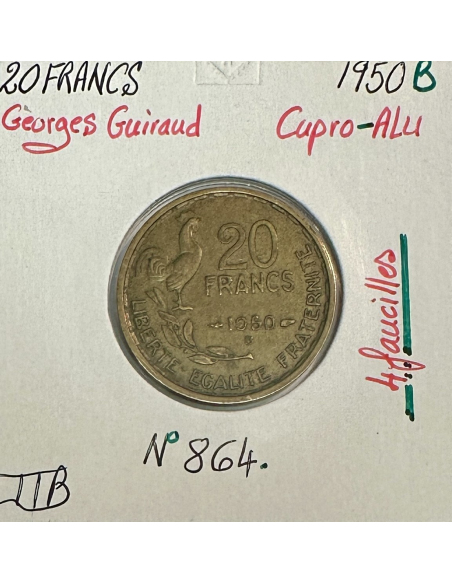 20 FRANCS 1950 B
Georges Guiraud Cupro-ALU
20
FRANCS
1950
B
LIBERTE EGALITE FRATERNITE
4 faucilles
N° 864.
TTB